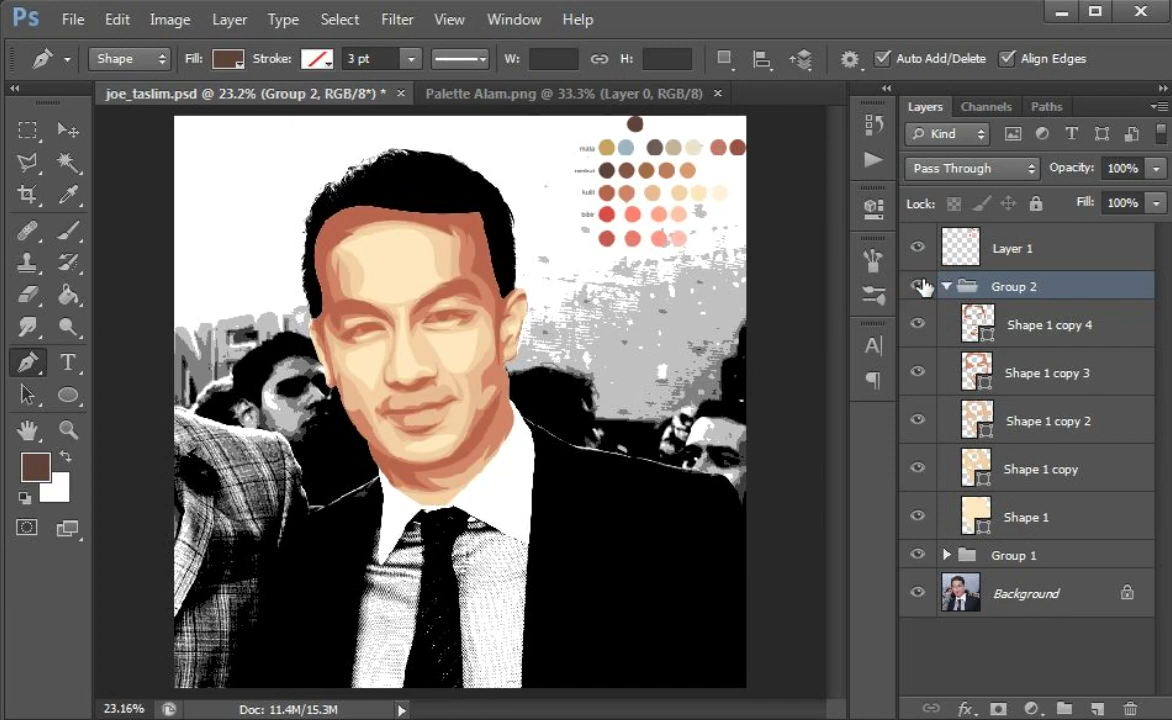 Ps File Edit Image Layer Type Select Filter View Window Help
Shape Fill: Stroke: 3 pt W: H: Auto Add/Delete Align Edges
joe_taslim.psd @ 23.2% (Group 2, RGB/8*) * × Palette Alam.png @ 33.3% (Layer 0, RGB/8) ×
Layers Channels Paths
Kind
Pass Through Opacity: 100%
Lock: Fill: 100%
mata
rambut
kulit
bibir
Layer 1
Group 2
Shape 1 copy 4
Shape 1 copy 3
Shape 1 copy 2
Shape 1 copy
Shape 1
Group 1
Background
23.16% Doc: 11.4M/15.3M